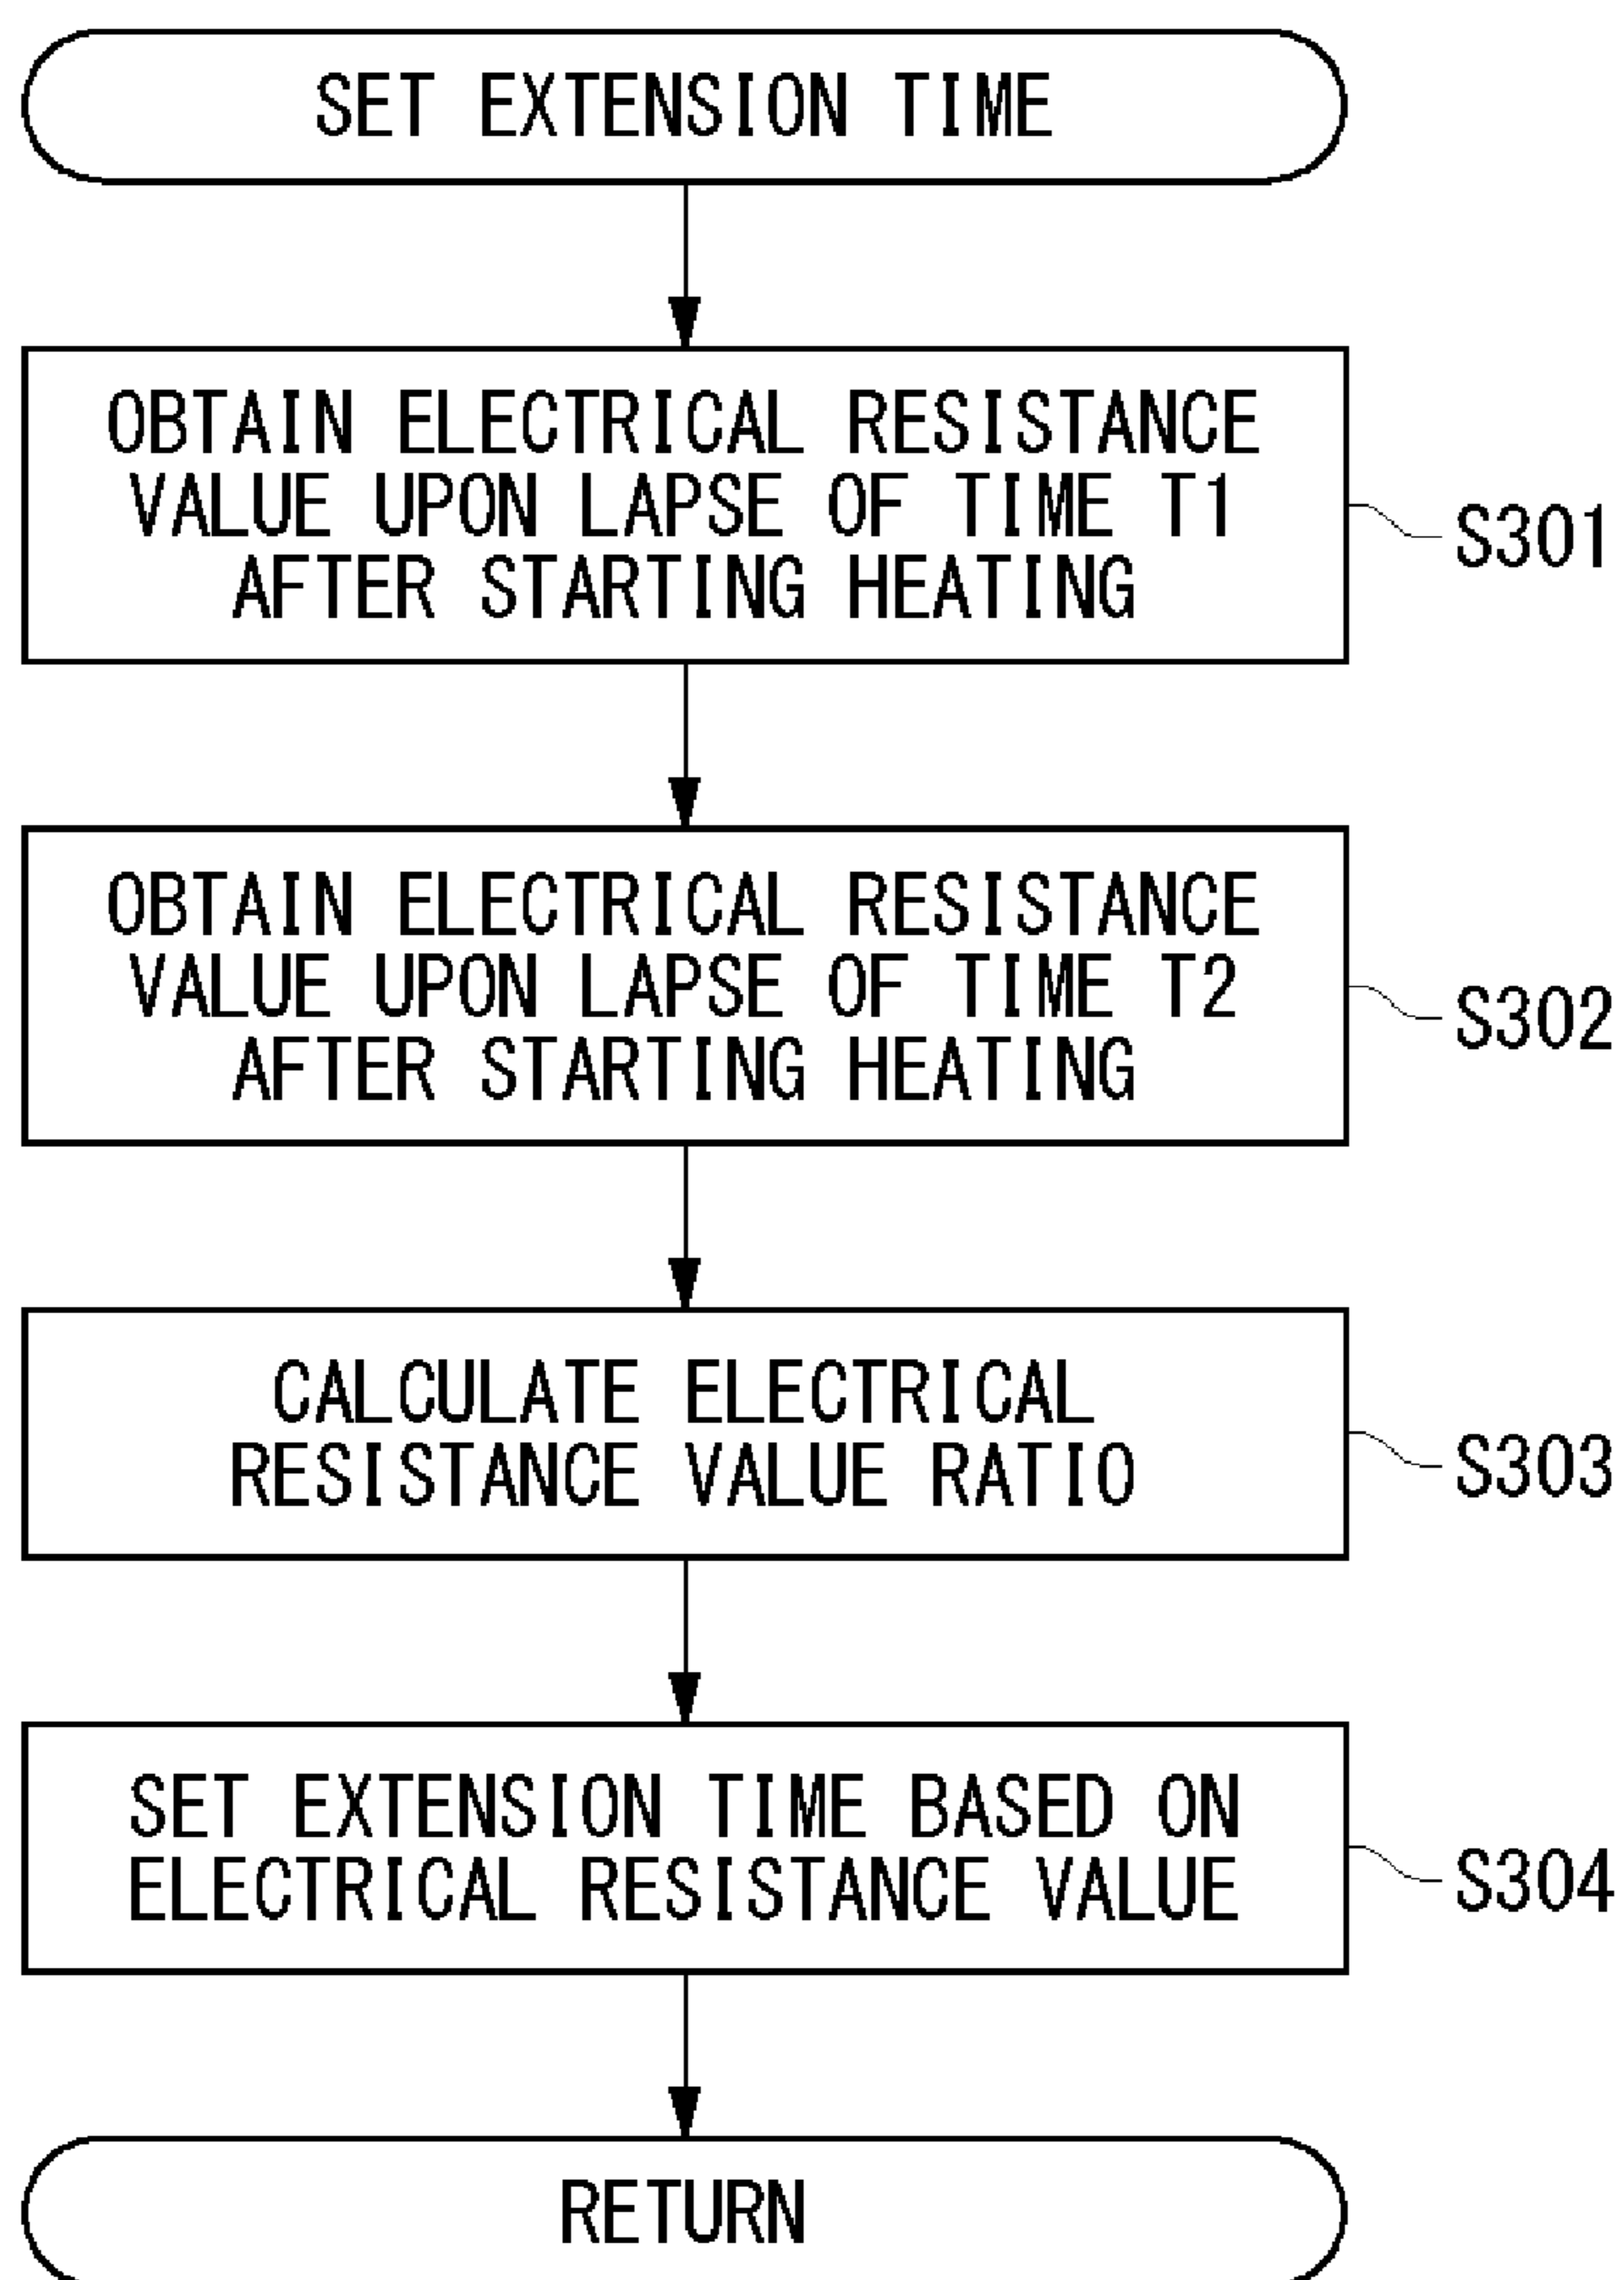 SET EXTENSION TIME
OBTAIN ELECTRICAL RESISTANCE
VALUE UPON LAPSE OF TIME T1
AFTER STARTING HEATING
S301
OBTAIN ELECTRICAL RESISTANCE
VALUE UPON LAPSE OF TIME T2
AFTER STARTING HEATING
S302
CALCULATE ELECTRICAL
RESISTANCE VALUE RATIO
S303
SET EXTENSION TIME BASED ON
ELECTRICAL RESISTANCE VALUE
S304
RETURN